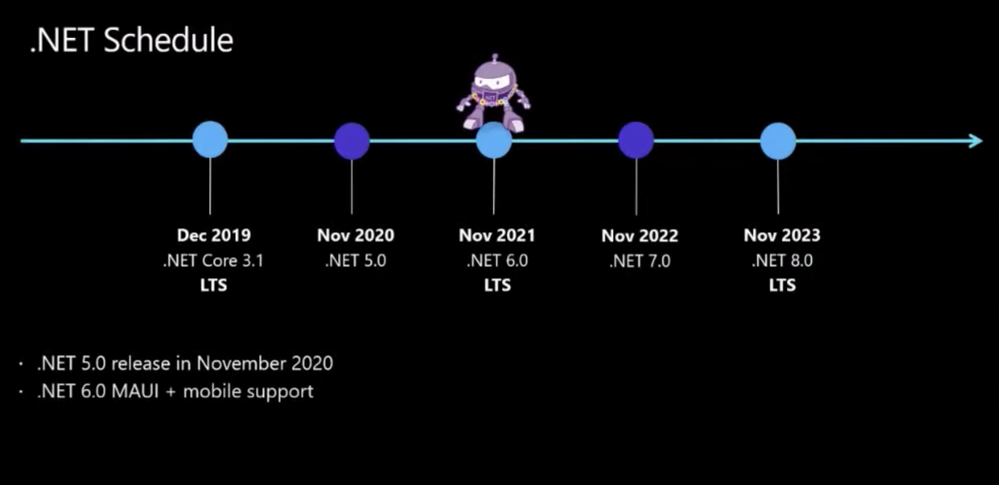 .NET Schedule
.NET
Dec 2019
.NET Core 3.1
LTS
Nov 2020
.NET 5.0
Nov 2021
.NET 6.0
LTS
Nov 2022
.NET 7.0
Nov 2023
.NET 8.0
LTS
· .NET 5.0 release in November 2020
· .NET 6.0 MAUI + mobile support